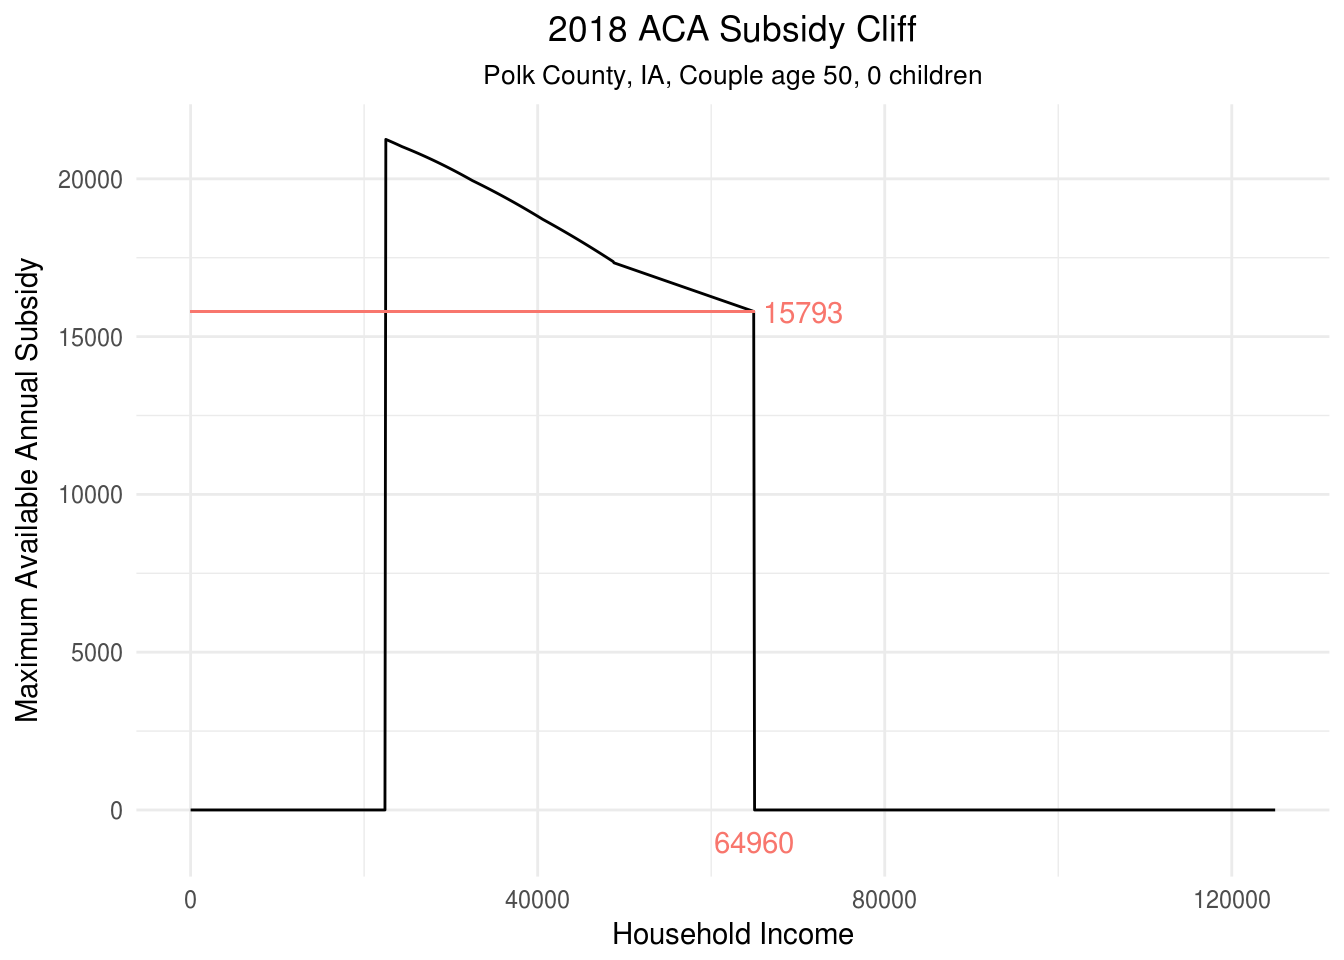 2018 ACA Subsidy Cliff
Polk County, IA, Couple age 50, 0 children
Maximum Available Annual Subsidy
20000
15000
10000
5000
0
15793
64960
0
40000
80000
120000
Household Income